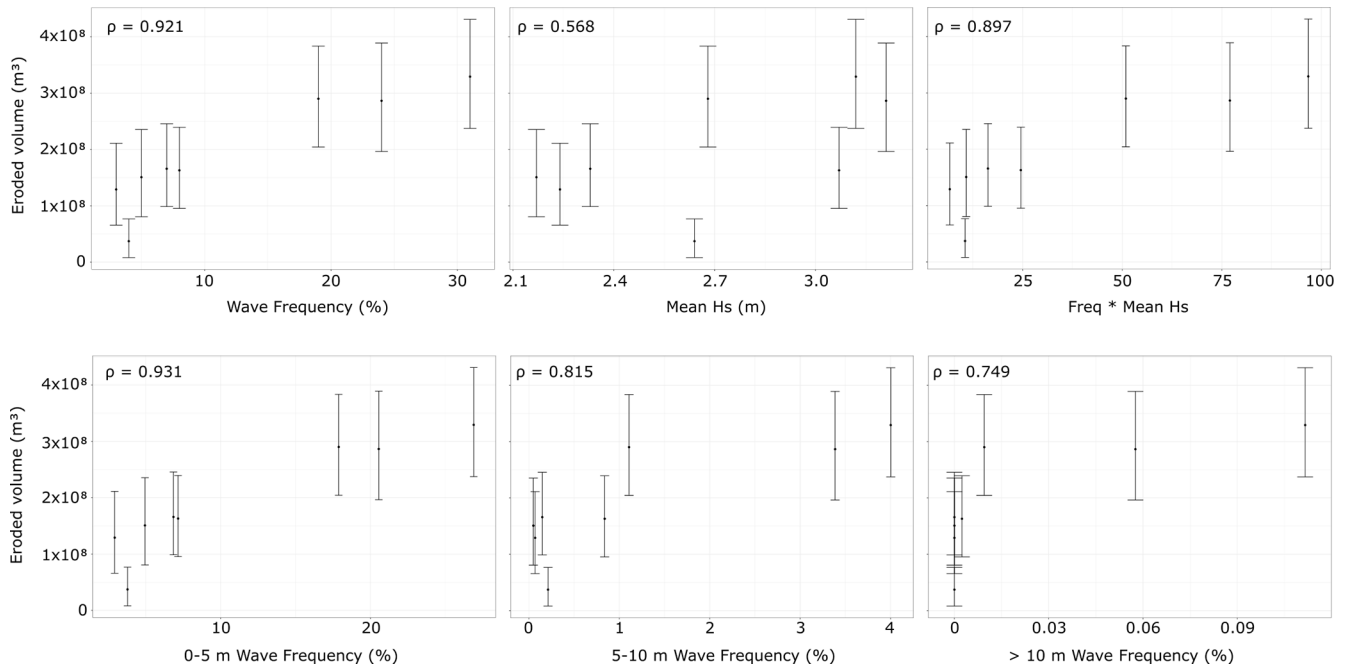 ρ = 0.921
ρ = 0.568
ρ = 0.897
Eroded volume (m³)
4x10⁸
3x10⁸
2x10⁸
1x10⁸
0
10 20 30
2.1 2.4 2.7 3.0
25 50 75 100
Wave Frequency (%)
Mean Hs (m)
Freq * Mean Hs
ρ = 0.931
ρ = 0.815
ρ = 0.749
Eroded volume (m³)
4x10⁸
3x10⁸
2x10⁸
1x10⁸
0
10 20
0 1 2 3 4
0 0.03 0.06 0.09
0-5 m Wave Frequency (%)
5-10 m Wave Frequency (%)
> 10 m Wave Frequency (%)